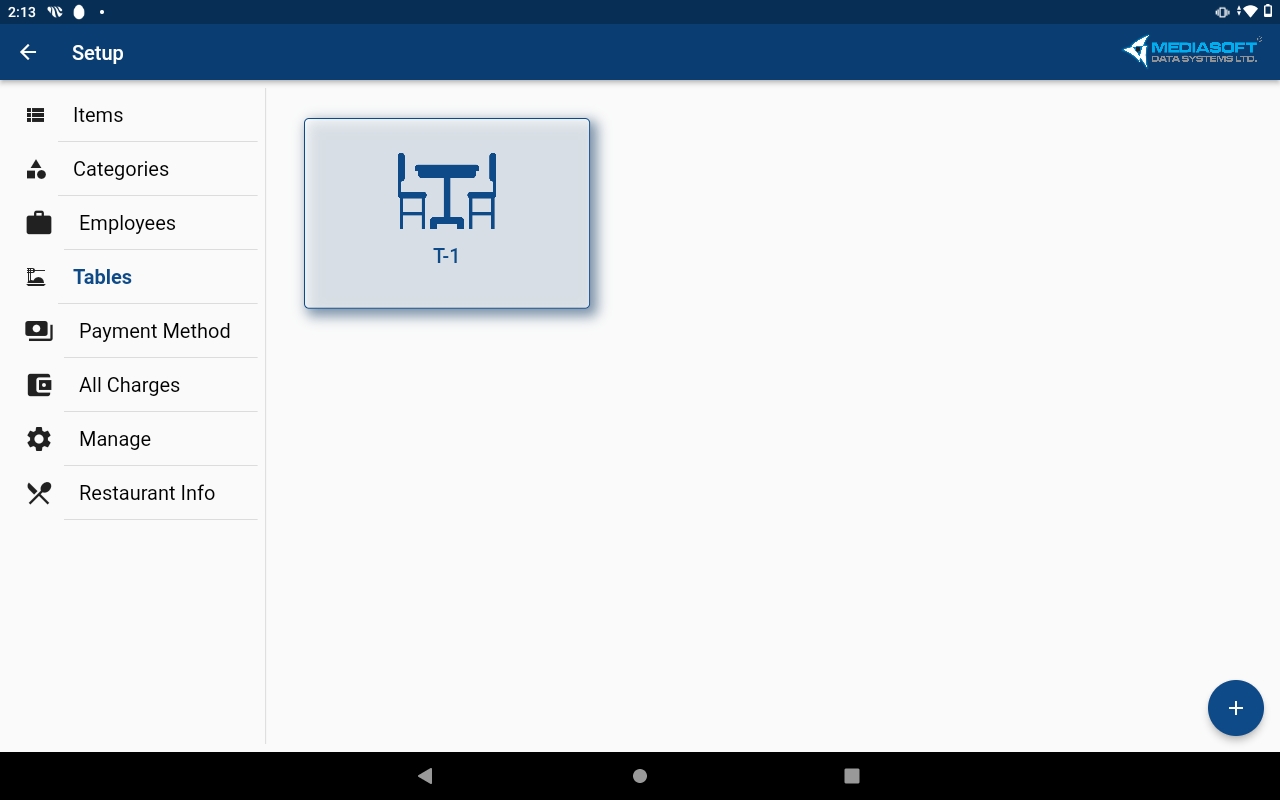 2:13
Setup
MEDIASOFT
DATA SYSTEMS LTD.
Items
Categories
Employees
Tables
Payment Method
All Charges
Manage
Restaurant Info
T-1